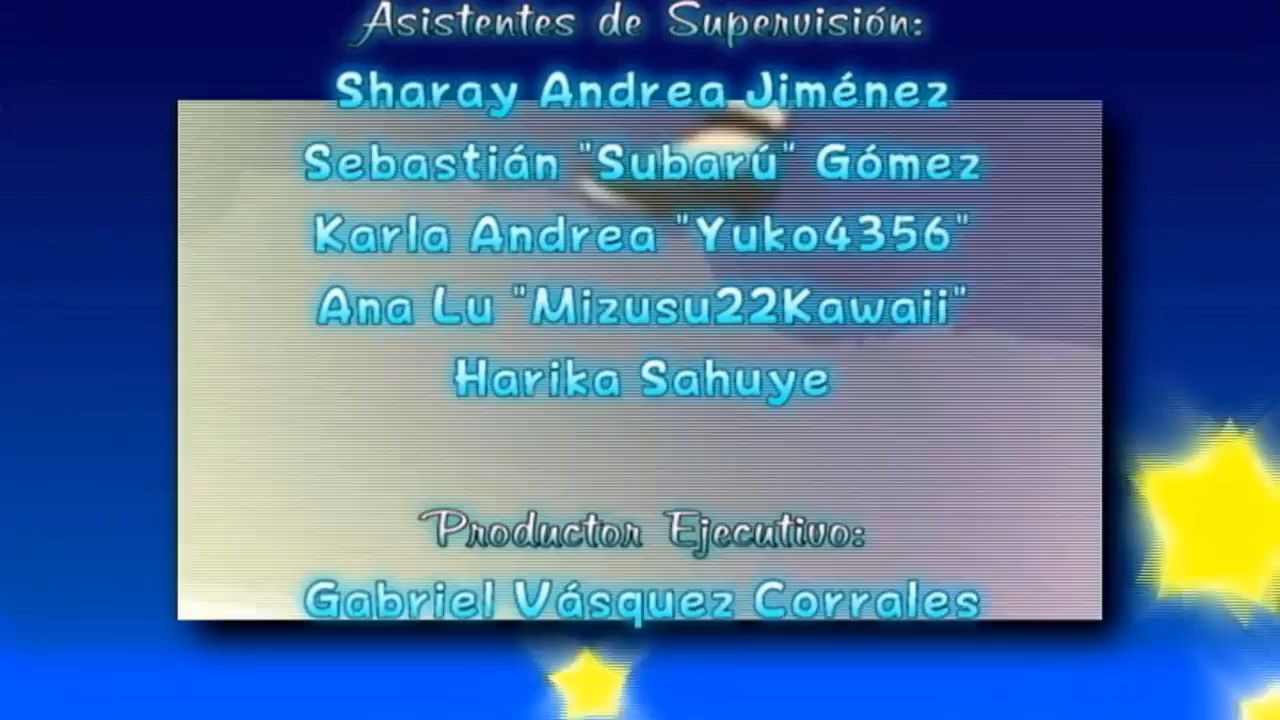 Asistentes de Supervisión:
Sharay Andrea Jiménez
Sebastián "Subarú" Gómez
Karla Andrea "Yuko4356"
Ana Lu "Mizusu22Kawaii"
Harika Sahuye
Productor Ejecutivo:
Gabriel Vásquez Corrales